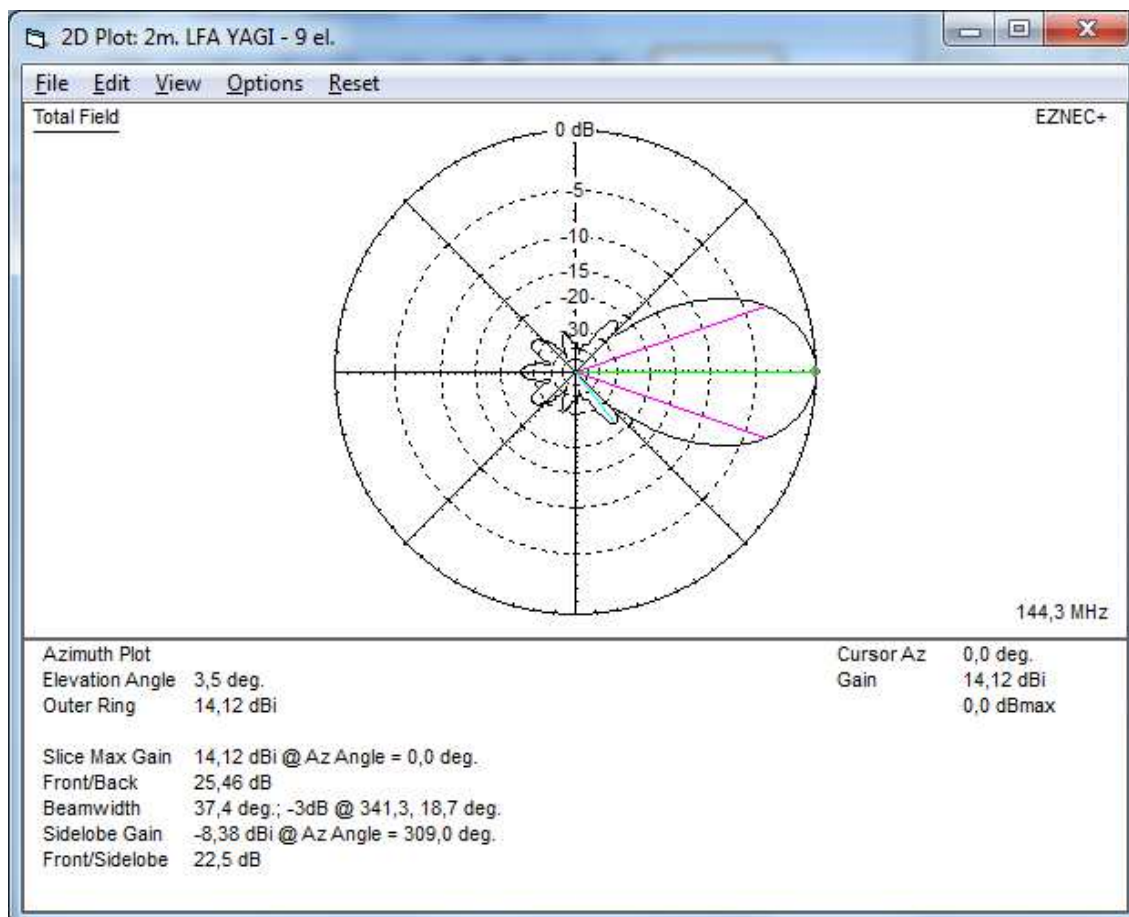 2D Plot: 2m. LFA YAGI - 9 el.
File Edit View Options Reset
Total Field
EZNEC+
0 dB
-5
-10
-15
-20
30
144,3 MHz
Azimuth Plot
Elevation Angle 3,5 deg.
Outer Ring 14,12 dBi
Cursor Az 0,0 deg.
Gain 14,12 dBi
0,0 dBmax
Slice Max Gain 14,12 dBi @ Az Angle = 0,0 deg.
Front/Back 25,46 dB
Beamwidth 37,4 deg.; -3dB @ 341,3, 18,7 deg.
Sidelobe Gain -8,38 dBi @ Az Angle = 309,0 deg.
Front/Sidelobe 22,5 dB